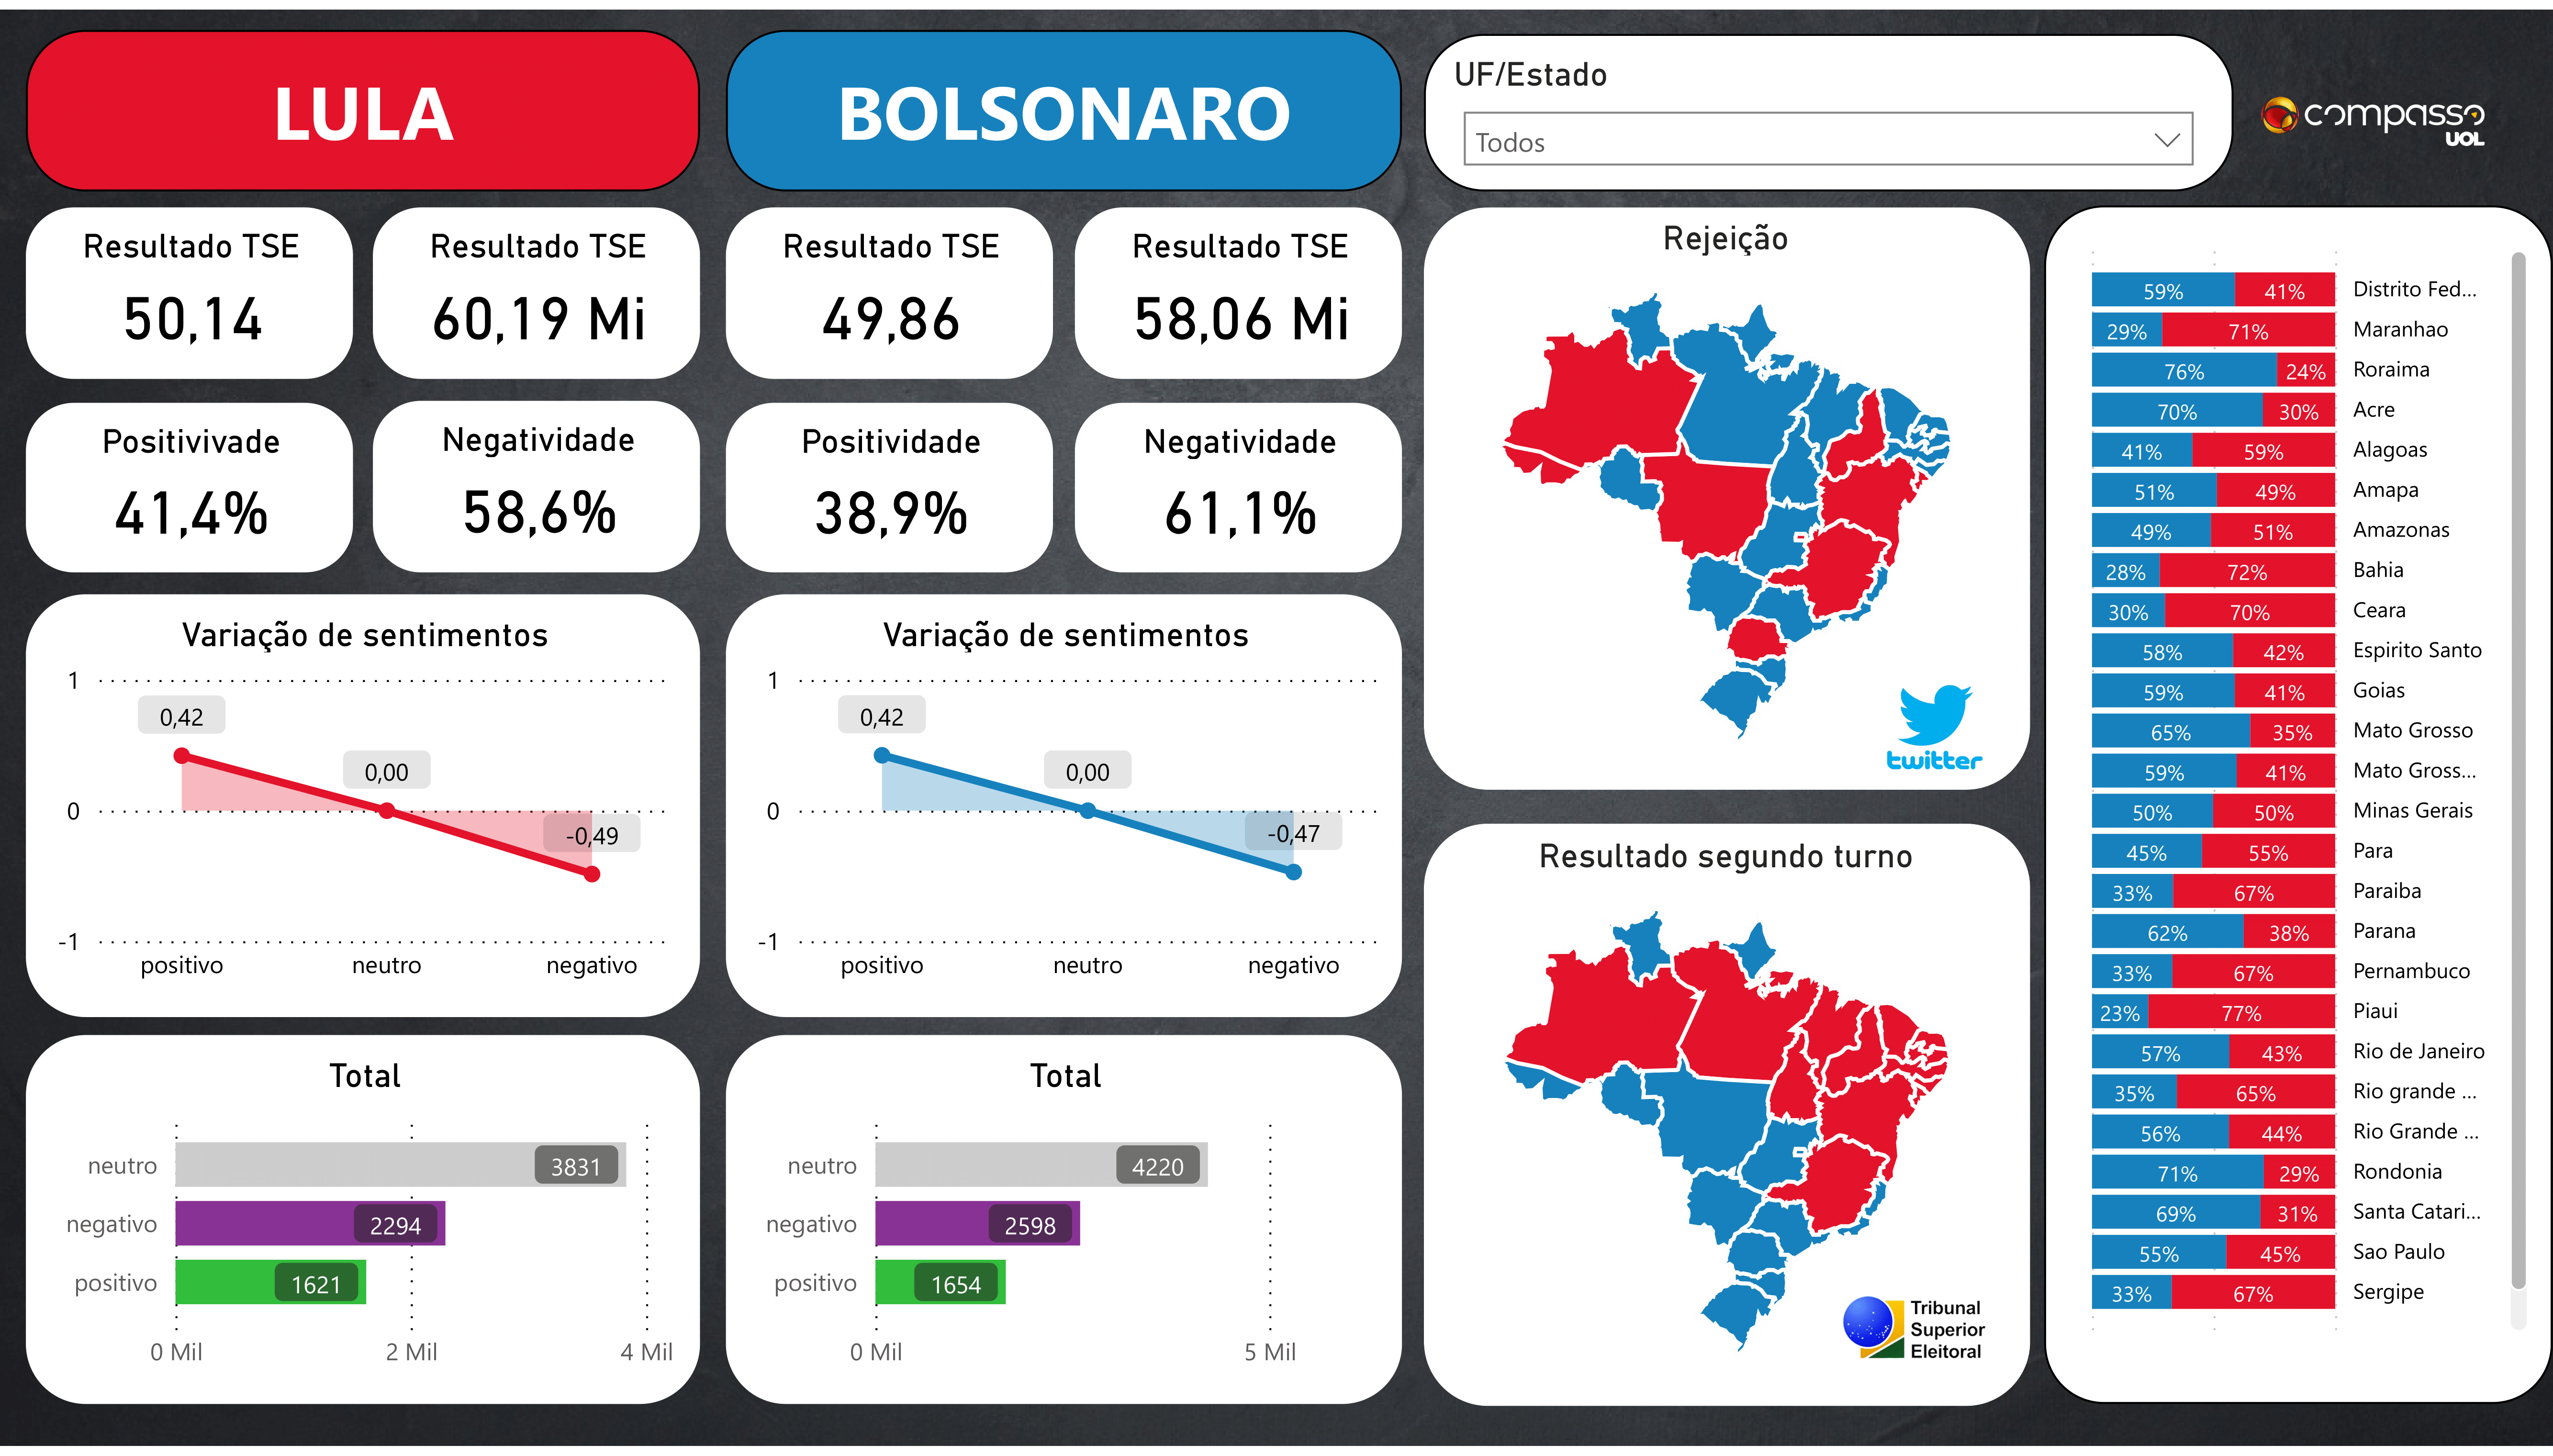 LULA
BOLSONARO
UF/Estado
Todos
compasso
UOL
Resultado TSE
50,14
Resultado TSE
60,19 Mi
Resultado TSE
49,86
Resultado TSE
58,06 Mi
Positivivade
41,4%
Negatividade
58,6%
Positividade
38,9%
Negatividade
61,1%
Variação de sentimentos
1
0
-1
0,42
0,00
-0,49
positivo neutro negativo
Variação de sentimentos
1
0
-1
0,42
0,00
-0,47
positivo neutro negativo
Total
neutro 3831
negativo 2294
positivo 1621
0 Mil 2 Mil 4 Mil
Total
neutro 4220
negativo 2598
positivo 1654
0 Mil 5 Mil
Rejeição
twitter
Resultado segundo turno
Tribunal
Superior
Eleitoral
59% 41% Distrito Fed...
29% 71% Maranhao
76% 24% Roraima
70% 30% Acre
41% 59% Alagoas
51% 49% Amapa
49% 51% Amazonas
28% 72% Bahia
30% 70% Ceara
58% 42% Espirito Santo
59% 41% Goias
65% 35% Mato Grosso
59% 41% Mato Gross...
50% 50% Minas Gerais
45% 55% Para
33% 67% Paraiba
62% 38% Parana
33% 67% Pernambuco
23% 77% Piaui
57% 43% Rio de Janeiro
35% 65% Rio grande ...
56% 44% Rio Grande ...
71% 29% Rondonia
69% 31% Santa Catari...
55% 45% Sao Paulo
33% 67% Sergipe